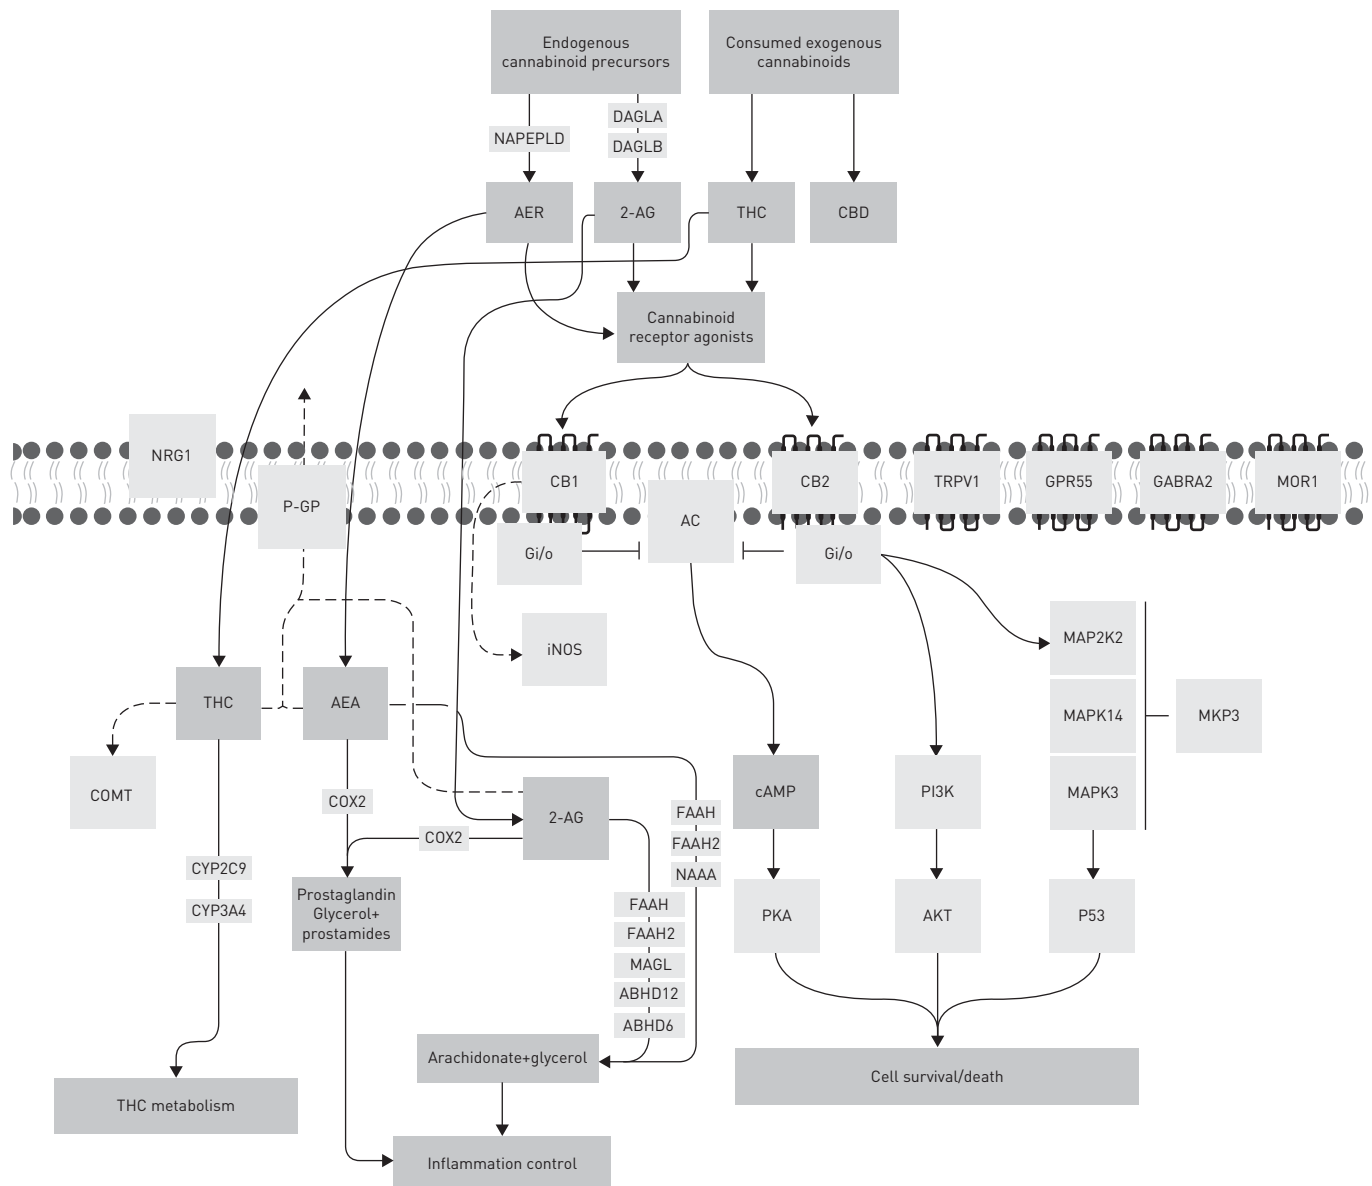 Endogenous
cannabinoid precursors
Consumed exogenous
cannabinoids
NAPEPLD
DAGLA
DAGLB
AER
2-AG
THC
CBD
Cannabinoid
receptor agonists
NRG1
P-GP
CB1
AC
CB2
TRPV1
GPR55
GABRA2
MOR1
Gi/o
Gi/o
iNOS
MAP2K2
MAPK14
MAPK3
MKP3
THC
AEA
COMT
COX2
COX2
2-AG
FAAH
FAAH2
NAAA
cAMP
PI3K
CYP2C9
CYP3A4
Prostaglandin
Glycerol+
prostamides
FAAH
FAAH2
MAGL
ABHD12
ABHD6
PKA
AKT
P53
Arachidonate+glycerol
Cell survival/death
THC metabolism
Inflammation control